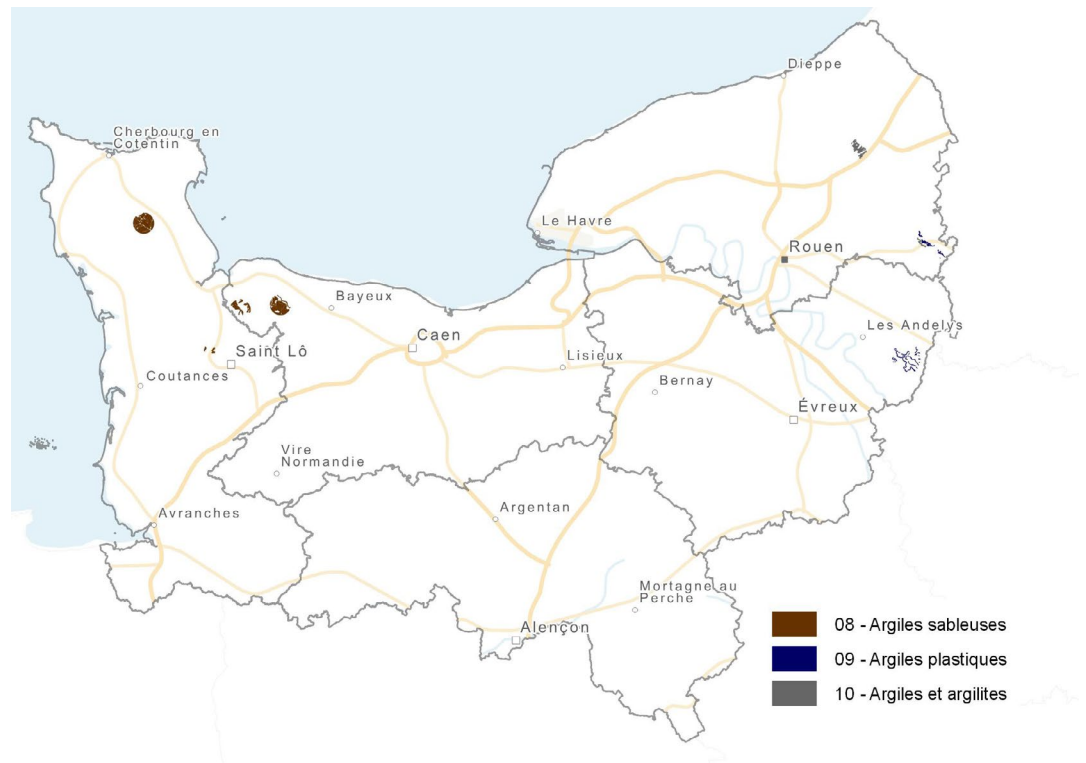 Dieppe
Cherbourg en
Cotentin
Le Havre
Rouen
Bayeux
Caen
Les Andelys
Saint Lô
Lisieux
Coutances
Bernay
Évreux
Vire
Normandie
Avranches
Argentan
Mortagne au
Perche
Alençon
08 - Argiles sableuses
09 - Argiles plastiques
10 - Argiles et argilites